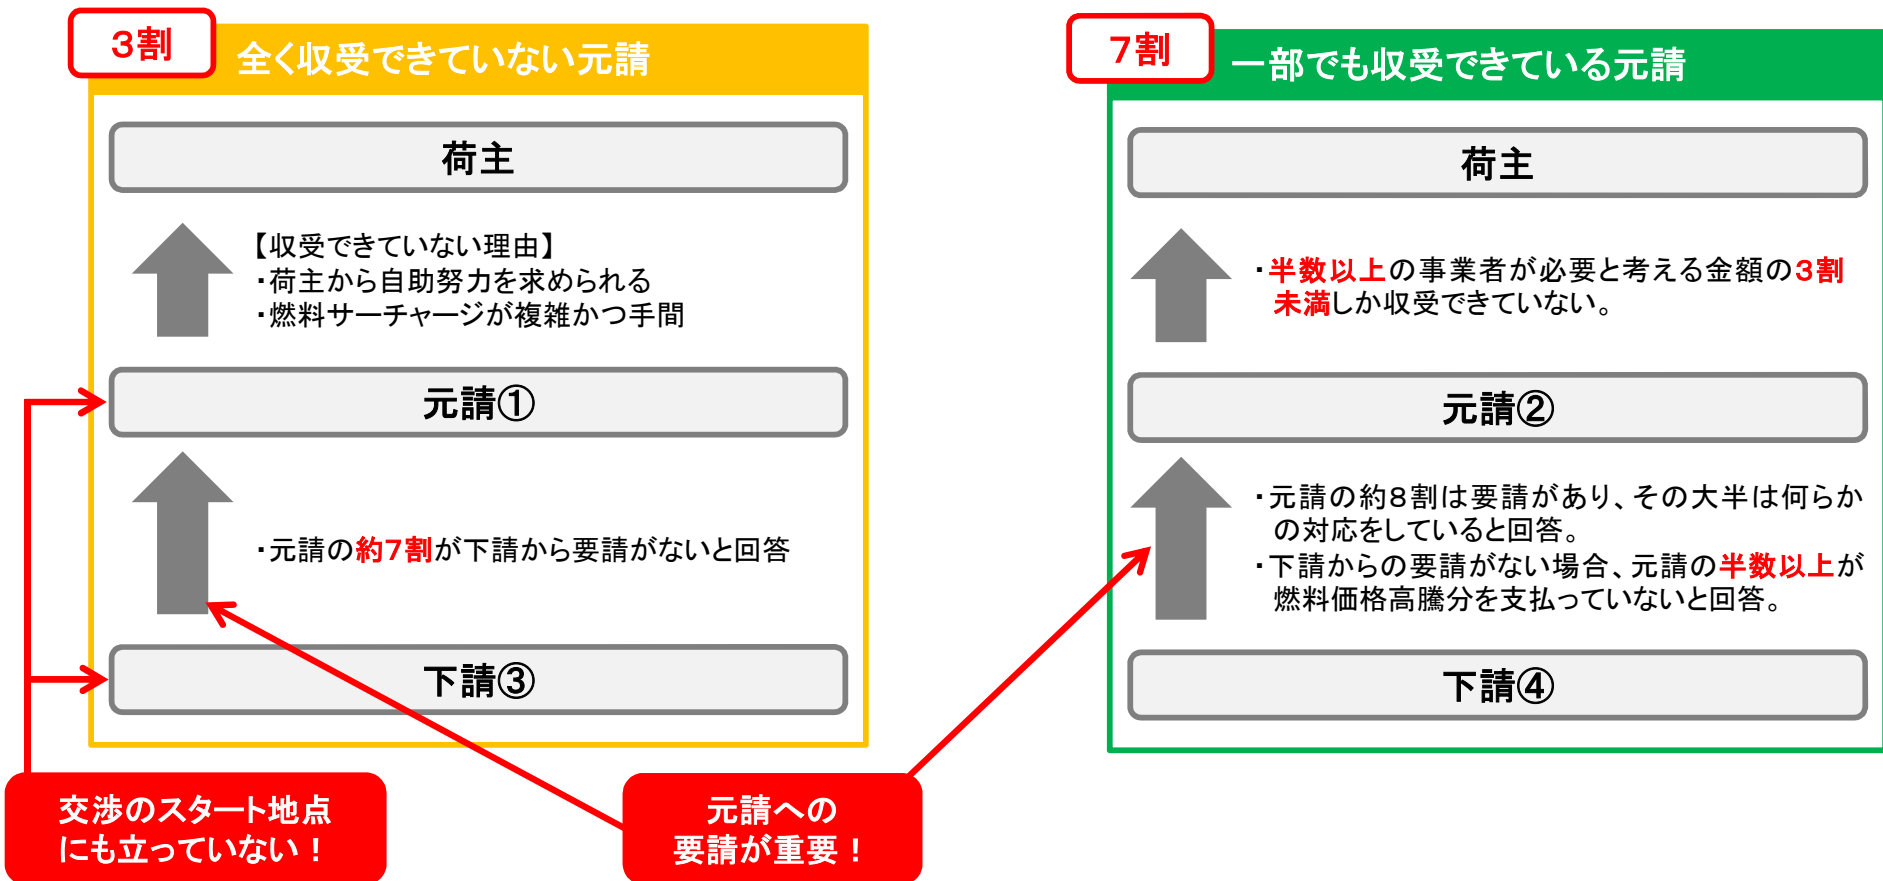 ３割
全く収受できていない元請
荷主
【収受できていない理由】
・荷主から自助努力を求められる
・燃料サーチャージが複雑かつ手間
元請①
・元請の約７割が下請から要請がないと回答
下請③
交渉のスタート地点
にも立っていない！
元請への
要請が重要！
７割
一部でも収受できている元請
荷主
・半数以上の事業者が必要と考える金額の３割
未満しか収受できていない。
元請②
・元請の約８割は要請があり、その大半は何らか
の対応をしていると回答。
・下請からの要請がない場合、元請の半数以上が
燃料価格高騰分を支払っていないと回答。
下請④